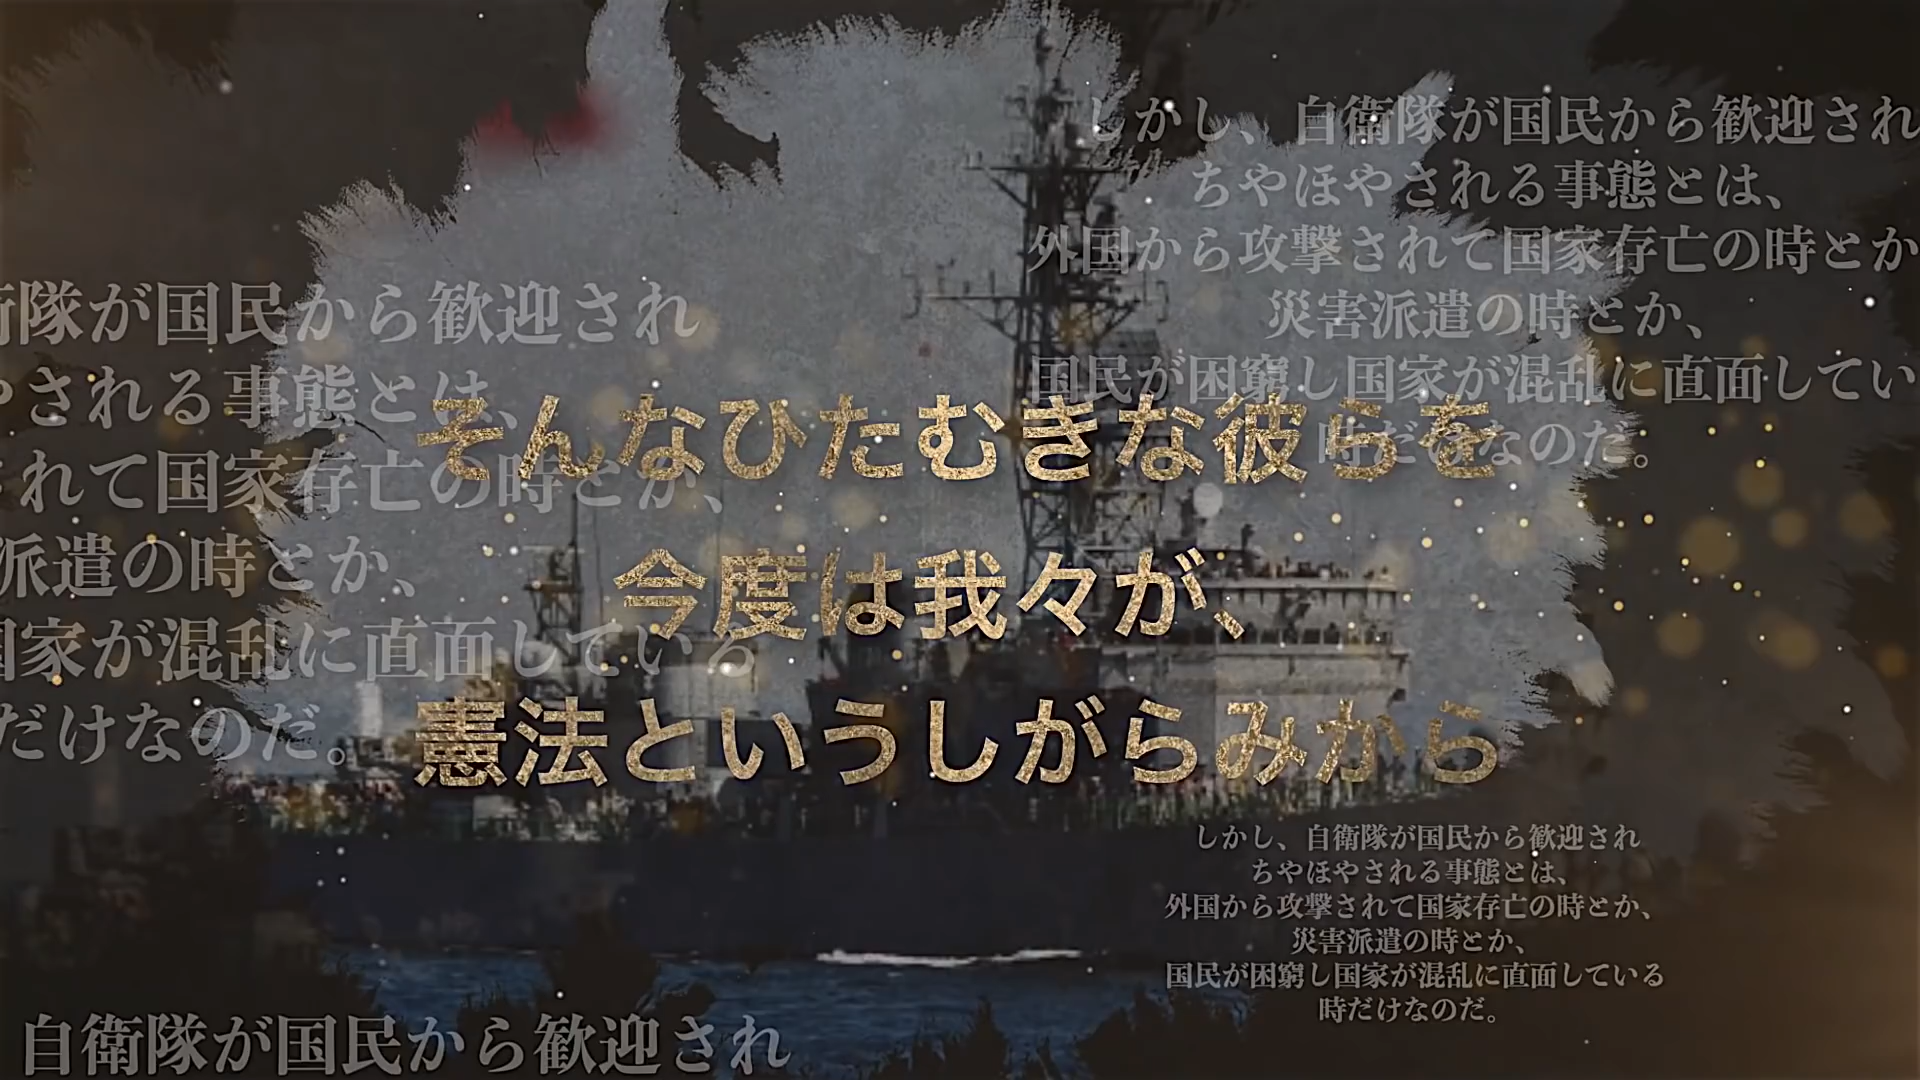 しかし、自衛隊が国民から歓迎され
ちやほやされる事態とは、
外国から攻撃されて国家存亡の時とか
災害派遣の時とか、
国民が困窮し国家が混乱に直面してい
時だけなのだ。
衛隊が国民から歓迎され
やされる事態とは、
されて国家存亡の時とか、
派遣の時とか、
国家が混乱に直面している
だけなのだ。
そんなひたむきな彼らを
今度は我々が、
憲法というしがらみから
しかし、自衛隊が国民から歓迎され
ちやほやされる事態とは、
外国から攻撃されて国家存亡の時とか、
災害派遣の時とか、
国民が困窮し国家が混乱に直面している
時だけなのだ。
自衛隊が国民から歓迎され